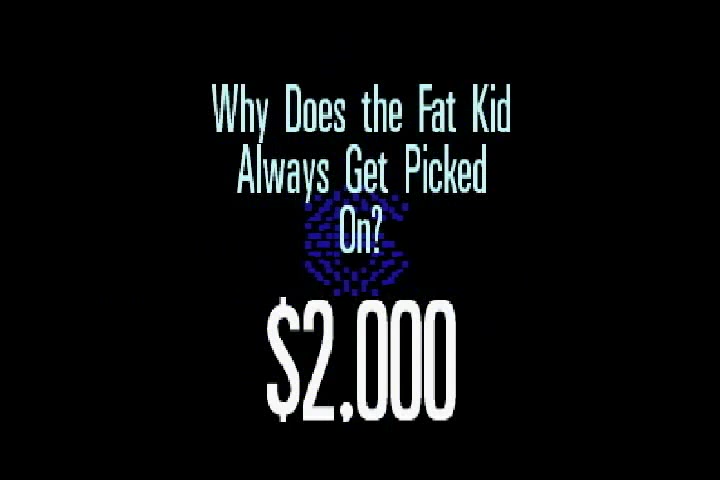 Why Does the Fat Kid
Always Get Picked
On?
$2,000